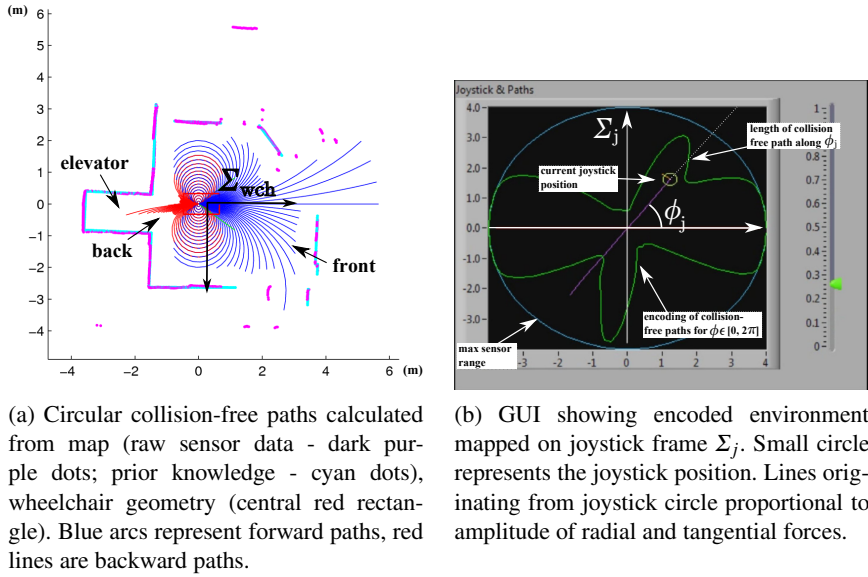 (m)
6
5
4
3
2
1
0
−1
−2
−3
−4
−4
−2
0
2
4
6
(m)
elevator
back
Σwch
front
Joystick & Paths
4.0
3.0
2.0
1.0
0.0
-1.0
-2.0
-3.0
-3
-2
-1
0
1
2
3
4
Σj
length of collision
free path along ϕj
current joystick
position
ϕj
encoding of collision-
free paths for ϕϵ[0, 2π]
max sensor
range
1
0.9
0.8
0.7
0.6
0.5
0.4
0.3
0.2
0.1
0
(a) Circular collision-free paths calculated
from map (raw sensor data - dark pur-
ple dots; prior knowledge - cyan dots),
wheelchair geometry (central red rectan-
gle). Blue arcs represent forward paths, red
lines are backward paths.
(b) GUI showing encoded environment
mapped on joystick frame Σj. Small circle
represents the joystick position. Lines orig-
inating from joystick circle proportional to
amplitude of radial and tangential forces.